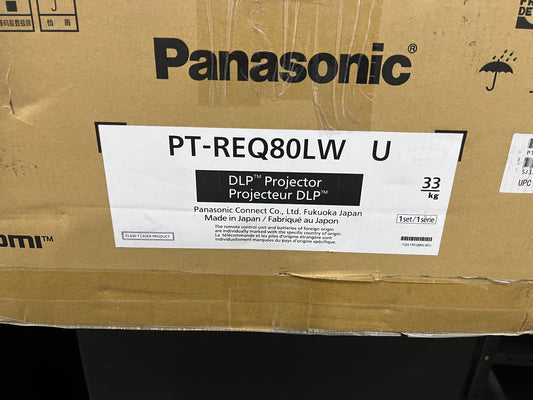 怕 雨
Panasonic®
PT-REQ80LW U
DLP™ Projector
Projecteur DLP™
33
kg
Panasonic Connect Co., Ltd. Fukuoka Japan
Made in Japan / Fabriqué au Japon
1set/1série
CLASS 1 LASER PRODUCT
The remote control unit and batteries of foreign origin
are individually marked with the specific country of origin.
La télécommande et les piles d'origine étrangère sont
individuellement marquées du pays d'origine spécifique.
UPC